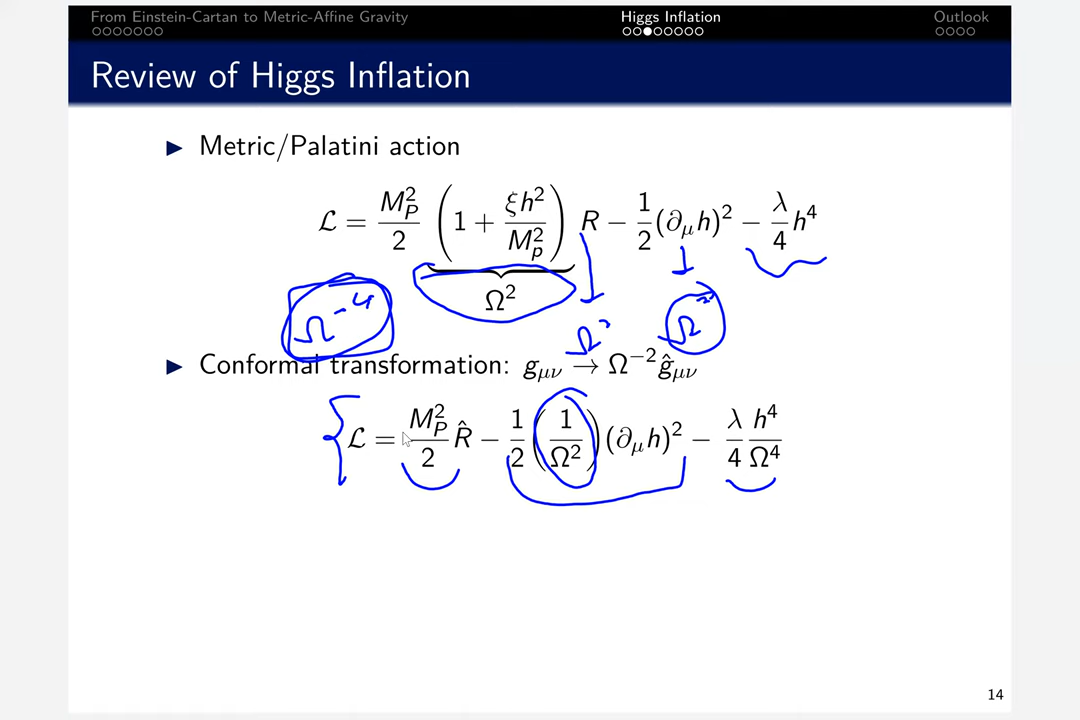 From Einstein-Cartan to Metric-Affine Gravity Higgs Inflation Outlook
Review of Higgs Inflation
▶ Metric/Palatini action
ℒ = M_P^2/2 (1 + ξh^2/M_p^2) R − 1/2 (∂_μ h)^2 − λ/4 h^4
Ω^2
Ω^-4 Ω^2 Ω^2
▶ Conformal transformation: g_μν → Ω^−2 ĝ_μν
ℒ = M_P^2/2 R̂ − 1/2 (1/Ω^2) (∂_μ h)^2 − λ/4 h^4/Ω^4
14